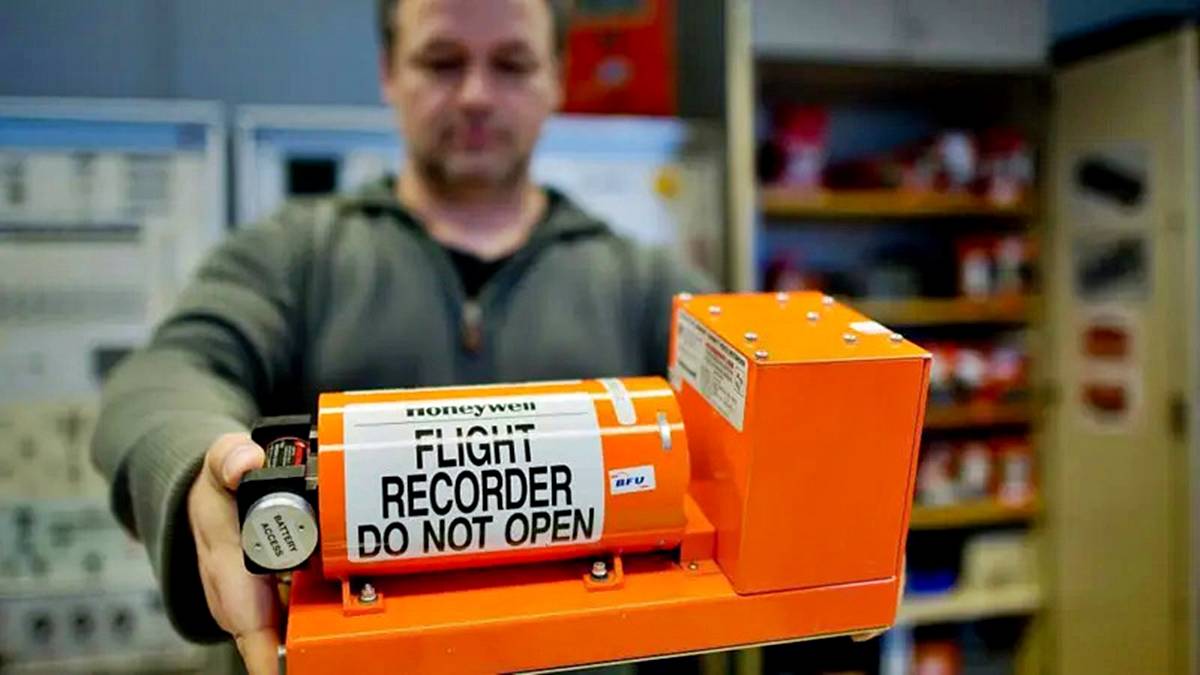 Honeywell
FLIGHT
RECORDER
DO NOT OPEN
BFU
BATTERY
ACCESS